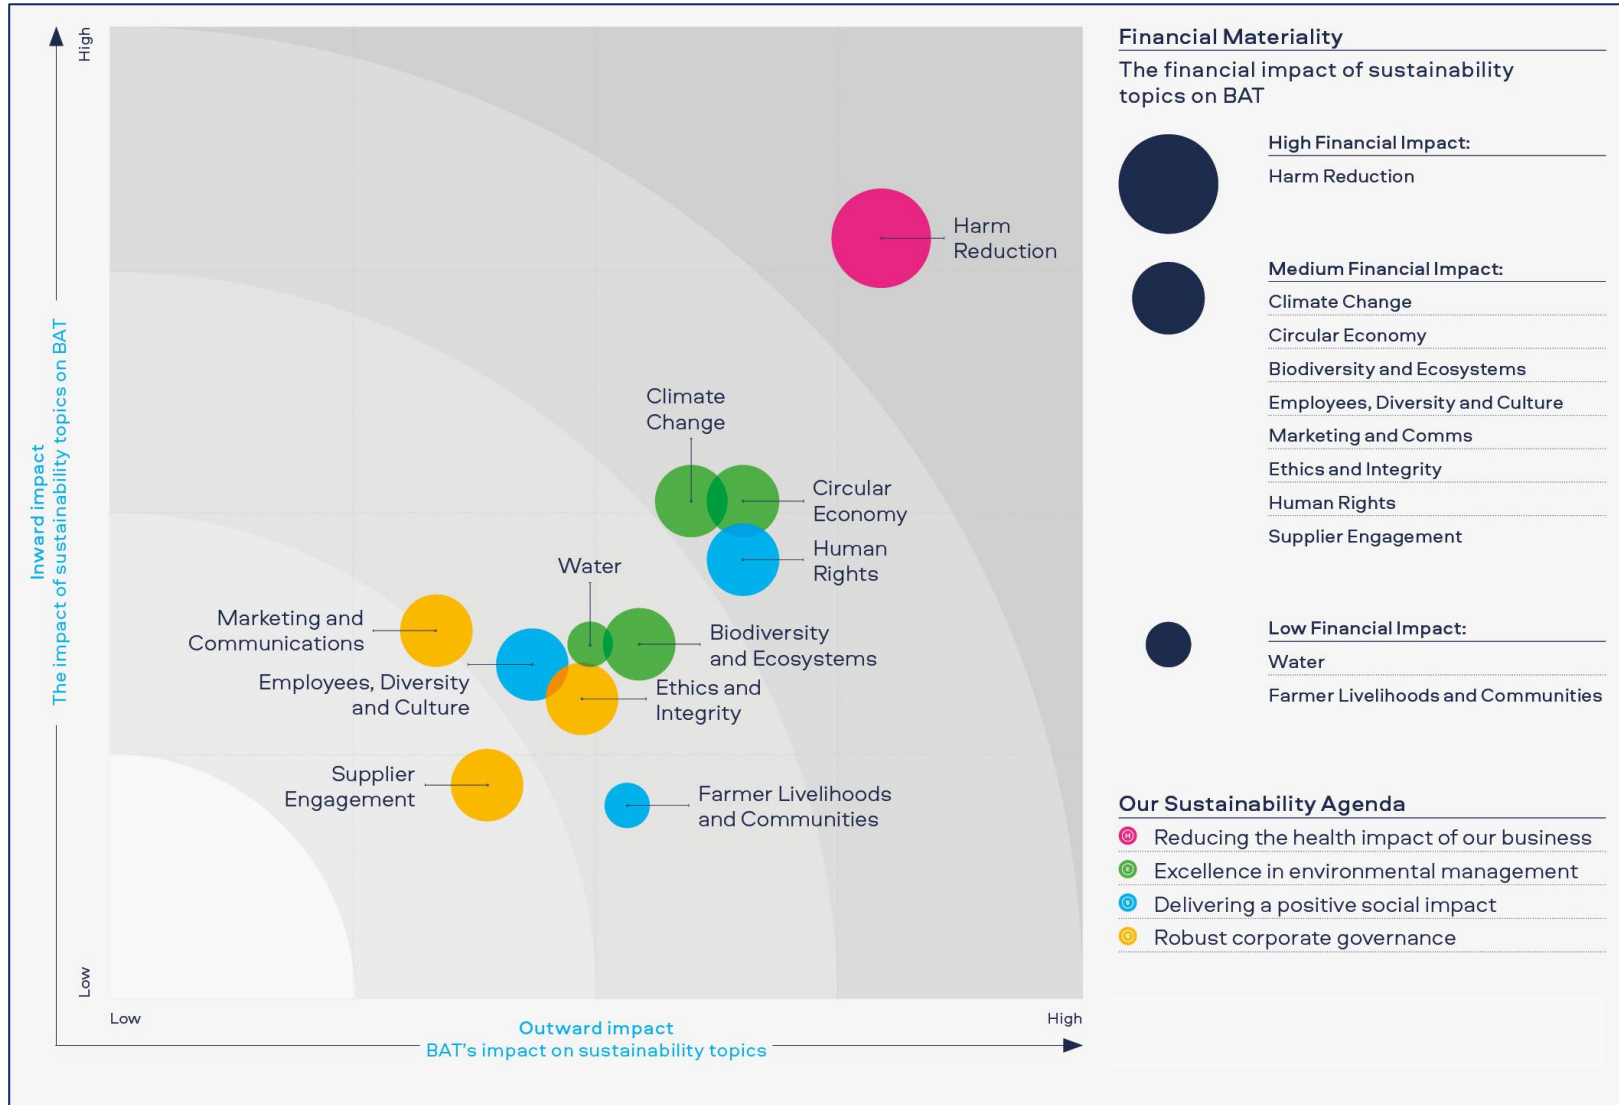 High
Inward impact
The impact of sustainability topics on BAT
Low
Harm
Reduction
Climate
Change
Circular
Economy
Human
Rights
Water
Marketing and
Communications
Biodiversity
and Ecosystems
Employees, Diversity
and Culture
Ethics and
Integrity
Supplier
Engagement
Farmer Livelihoods
and Communities
Low
High
Outward impact
BAT's impact on sustainability topics
Financial Materiality
The financial impact of sustainability
topics on BAT
High Financial Impact:
Harm Reduction
Medium Financial Impact:
Climate Change
Circular Economy
Biodiversity and Ecosystems
Employees, Diversity and Culture
Marketing and Comms
Ethics and Integrity
Human Rights
Supplier Engagement
Low Financial Impact:
Water
Farmer Livelihoods and Communities
Our Sustainability Agenda
Reducing the health impact of our business
Excellence in environmental management
Delivering a positive social impact
Robust corporate governance